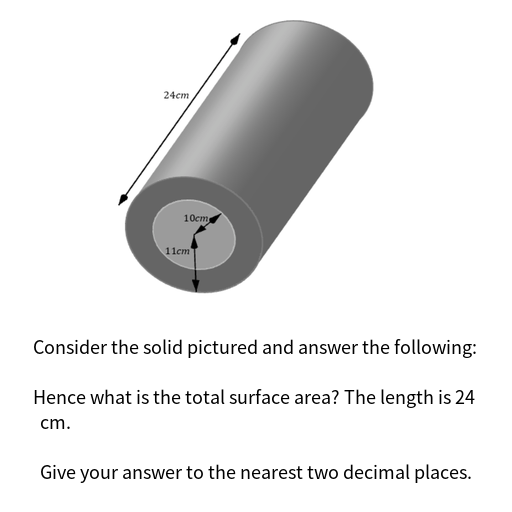 24cm
10cm
11cm
Consider the solid pictured and answer the following:
Hence what is the total surface area? The length is 24
cm.
Give your answer to the nearest two decimal places.